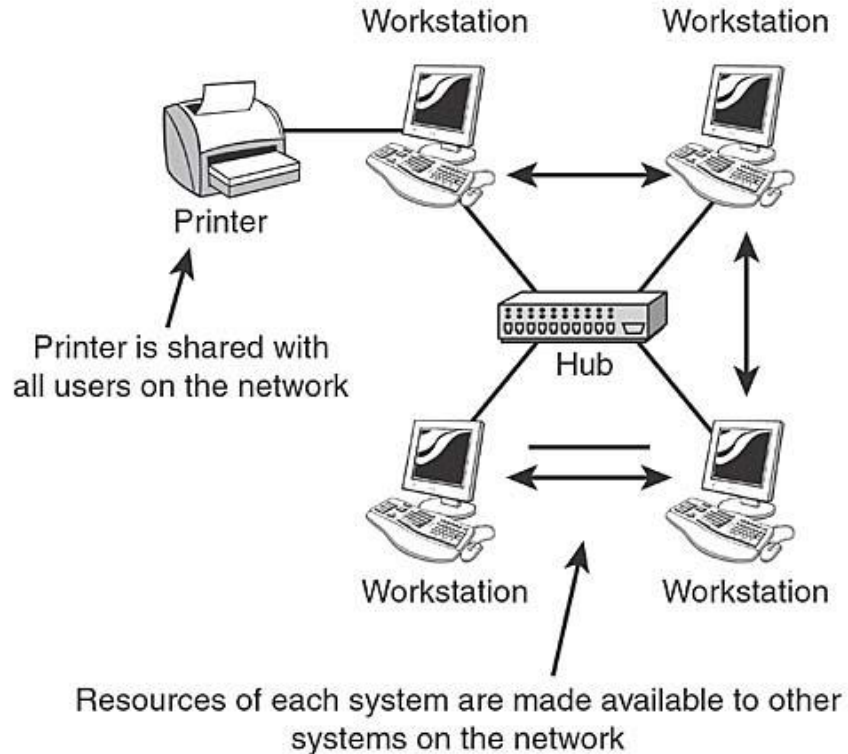 Workstation
Workstation
Printer
Printer is shared with
all users on the network
Hub
Workstation
Workstation
Resources of each system are made available to other
systems on the network